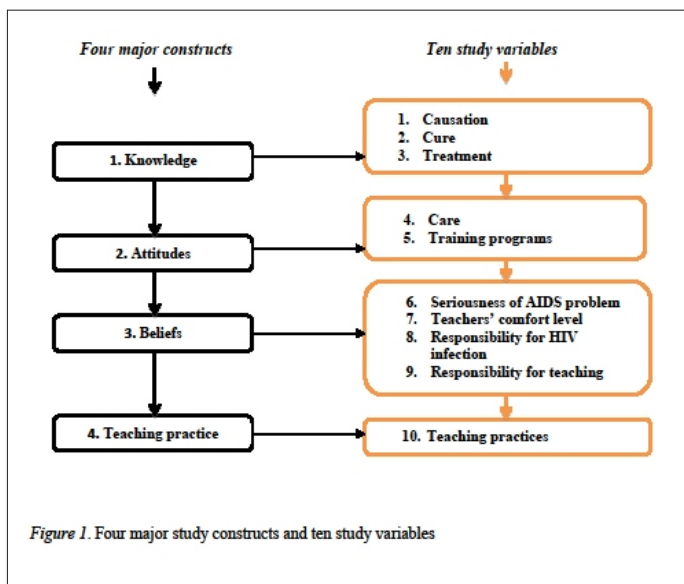 Four major constructs
Ten study variables
1. Causation
2. Cure
3. Treatment
1. Knowledge
4. Care
5. Training programs
2. Attitudes
6. Seriousness of AIDS problem
7. Teachers' comfort level
8. Responsibility for HIV
infection
9. Responsibility for teaching
3. Beliefs
4. Teaching practice
10. Teaching practices
Figure 1. Four major study constructs and ten study variables